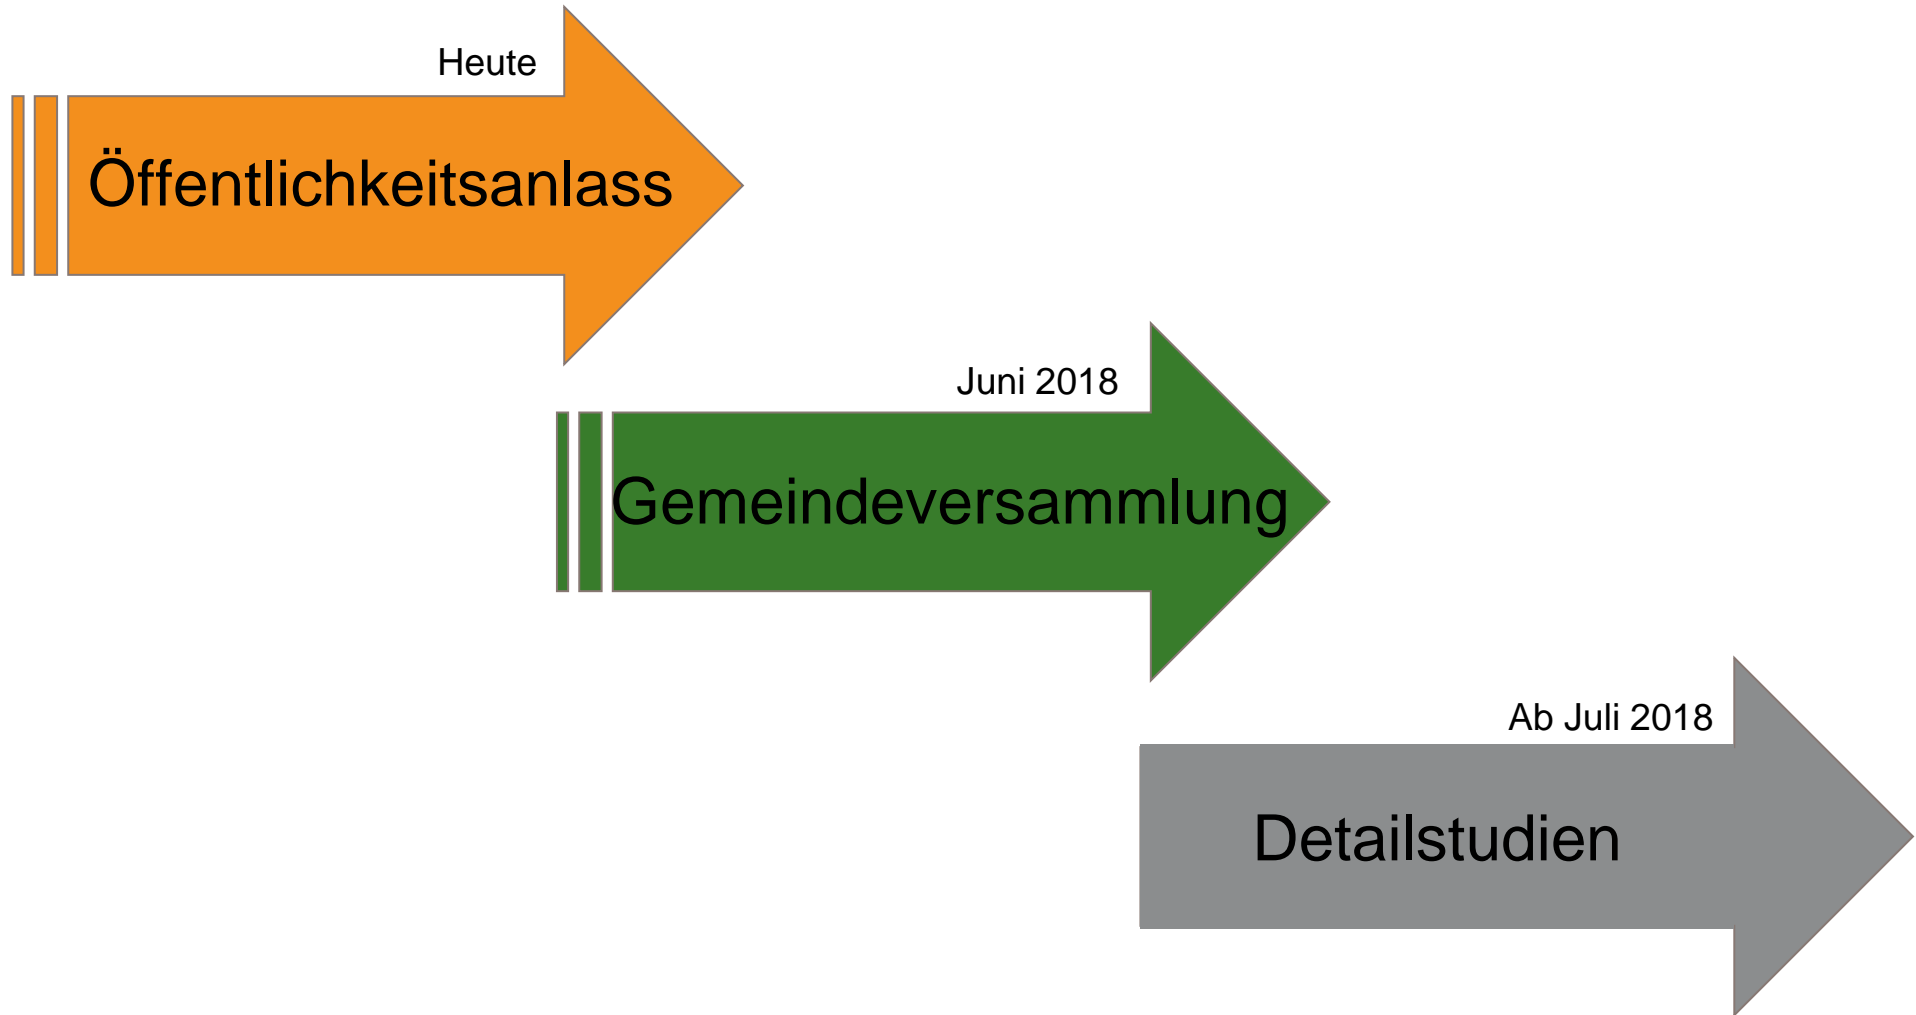 Heute
Öffentlichkeitsanlass
Juni 2018
Gemeindeversammlung
Ab Juli 2018
Detailstudien